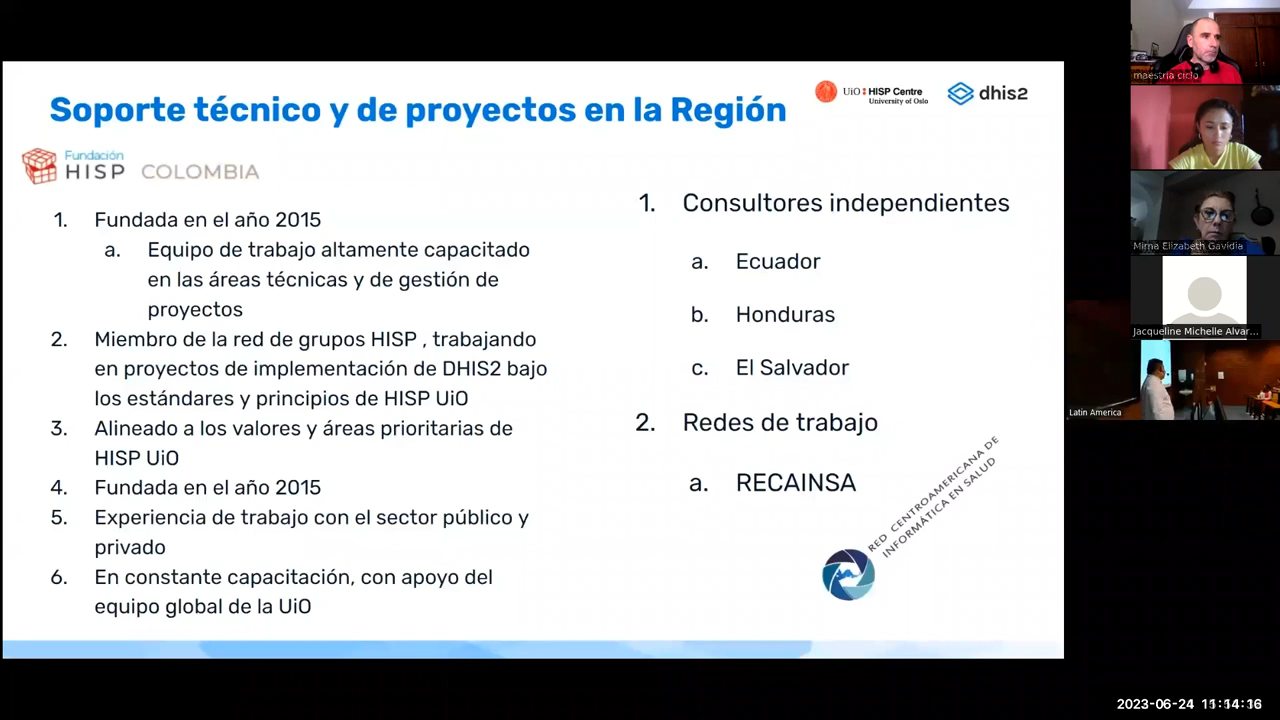 Soporte técnico y de proyectos en la Región
UiO HISP Centre
University of Oslo
dhis2
Fundación
HISP COLOMBIA
1. Fundada en el año 2015
a. Equipo de trabajo altamente capacitado
en las áreas técnicas y de gestión de
proyectos
2. Miembro de la red de grupos HISP , trabajando
en proyectos de implementación de DHIS2 bajo
los estándares y principios de HISP UiO
3. Alineado a los valores y áreas prioritarias de
HISP UiO
4. Fundada en el año 2015
5. Experiencia de trabajo con el sector público y
privado
6. En constante capacitación, con apoyo del
equipo global de la UiO
1. Consultores independientes
a. Ecuador
b. Honduras
c. El Salvador
2. Redes de trabajo
a. RECAINSA
RED CENTROAMERICANA DE
INFORMÁTICA EN SALUD
maestria ciclo
Mirna Elizabeth Gavidia
Jacqueline Michelle Alvar...
Latin America
2023-06-24 11:14:16